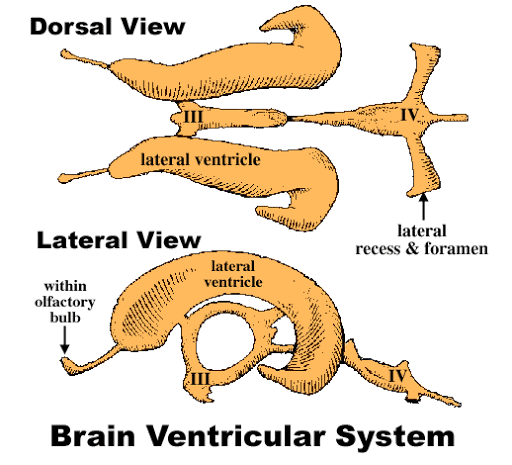 Dorsal View
III
IV
lateral ventricle
lateral
recess & foramen
Lateral View
lateral
ventricle
within
olfactory
bulb
III
IV
Brain Ventricular System